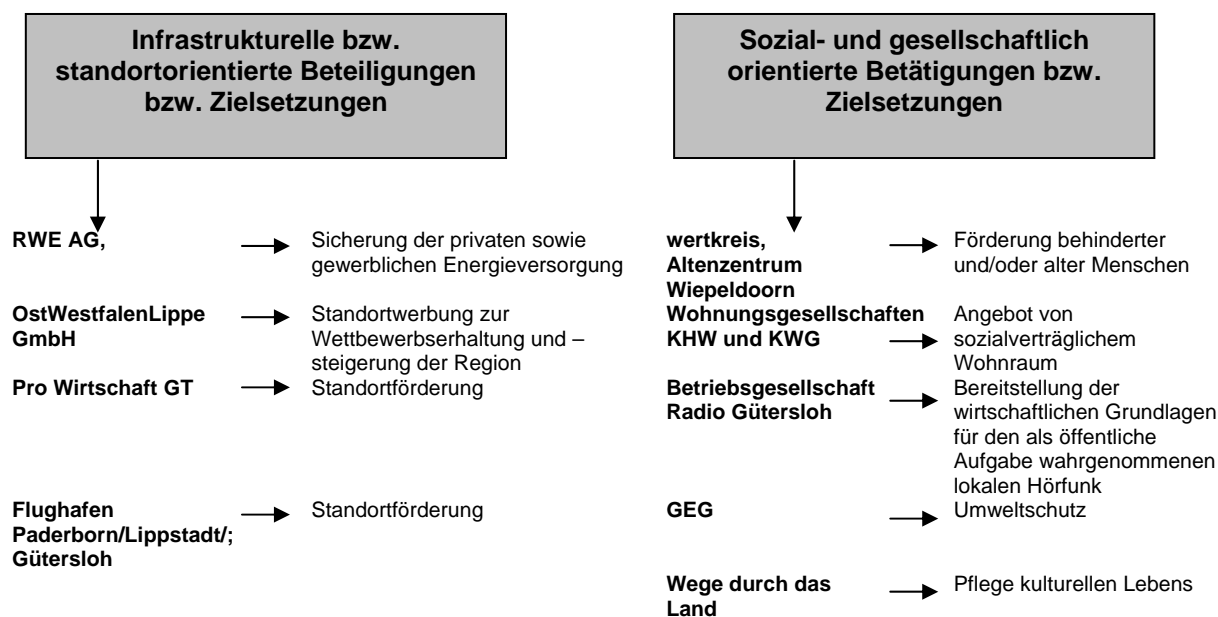 Infrastrukturelle bzw.
standortorientierte Beteiligungen
bzw. Zielsetzungen
RWE AG,
Sicherung der privaten sowie
gewerblichen Energieversorgung
OstWestfalenLippe
GmbH
Standortwerbung zur
Wettbewerbserhaltung und –
steigerung der Region
Pro Wirtschaft GT
Standortförderung
Flughafen
Paderborn/Lippstadt/;
Gütersloh
Standortförderung
Sozial- und gesellschaftlich
orientierte Betätigungen bzw.
Zielsetzungen
wertkreis,
Altenzentrum
Wiepeldoorn
Förderung behinderter
und/oder alter Menschen
Wohnungsgesellschaften
KHW und KWG
Angebot von
sozialverträglichem
Wohnraum
Betriebsgesellschaft
Radio Gütersloh
Bereitstellung der
wirtschaftlichen Grundlagen
für den als öffentliche
Aufgabe wahrgenommenen
lokalen Hörfunk
GEG
Umweltschutz
Wege durch das
Land
Pflege kulturellen Lebens